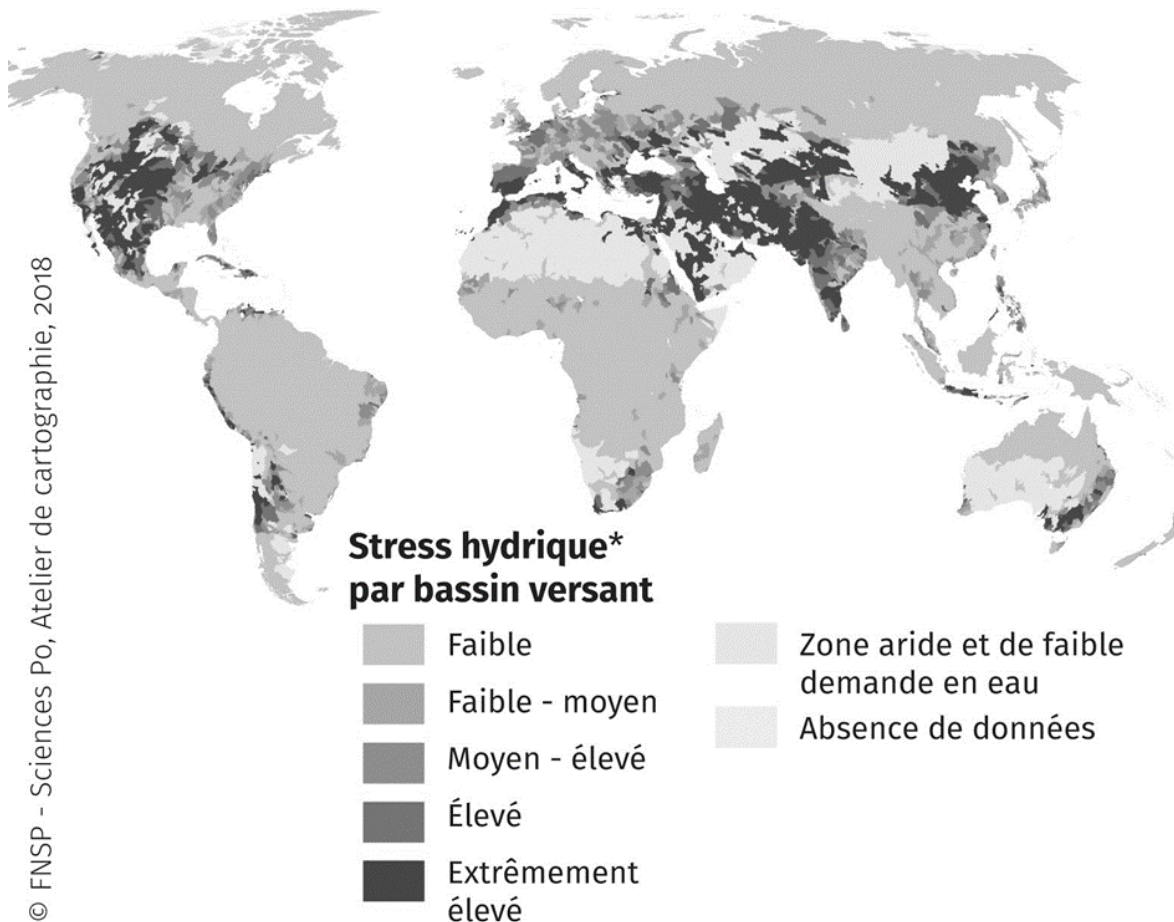 © FNSP - Sciences Po, Atelier de cartographie, 2018
Stress hydrique*
par bassin versant
Faible
Faible - moyen
Moyen - élevé
Élevé
Extrêmement
élevé
Zone aride et de faible
demande en eau
Absence de données